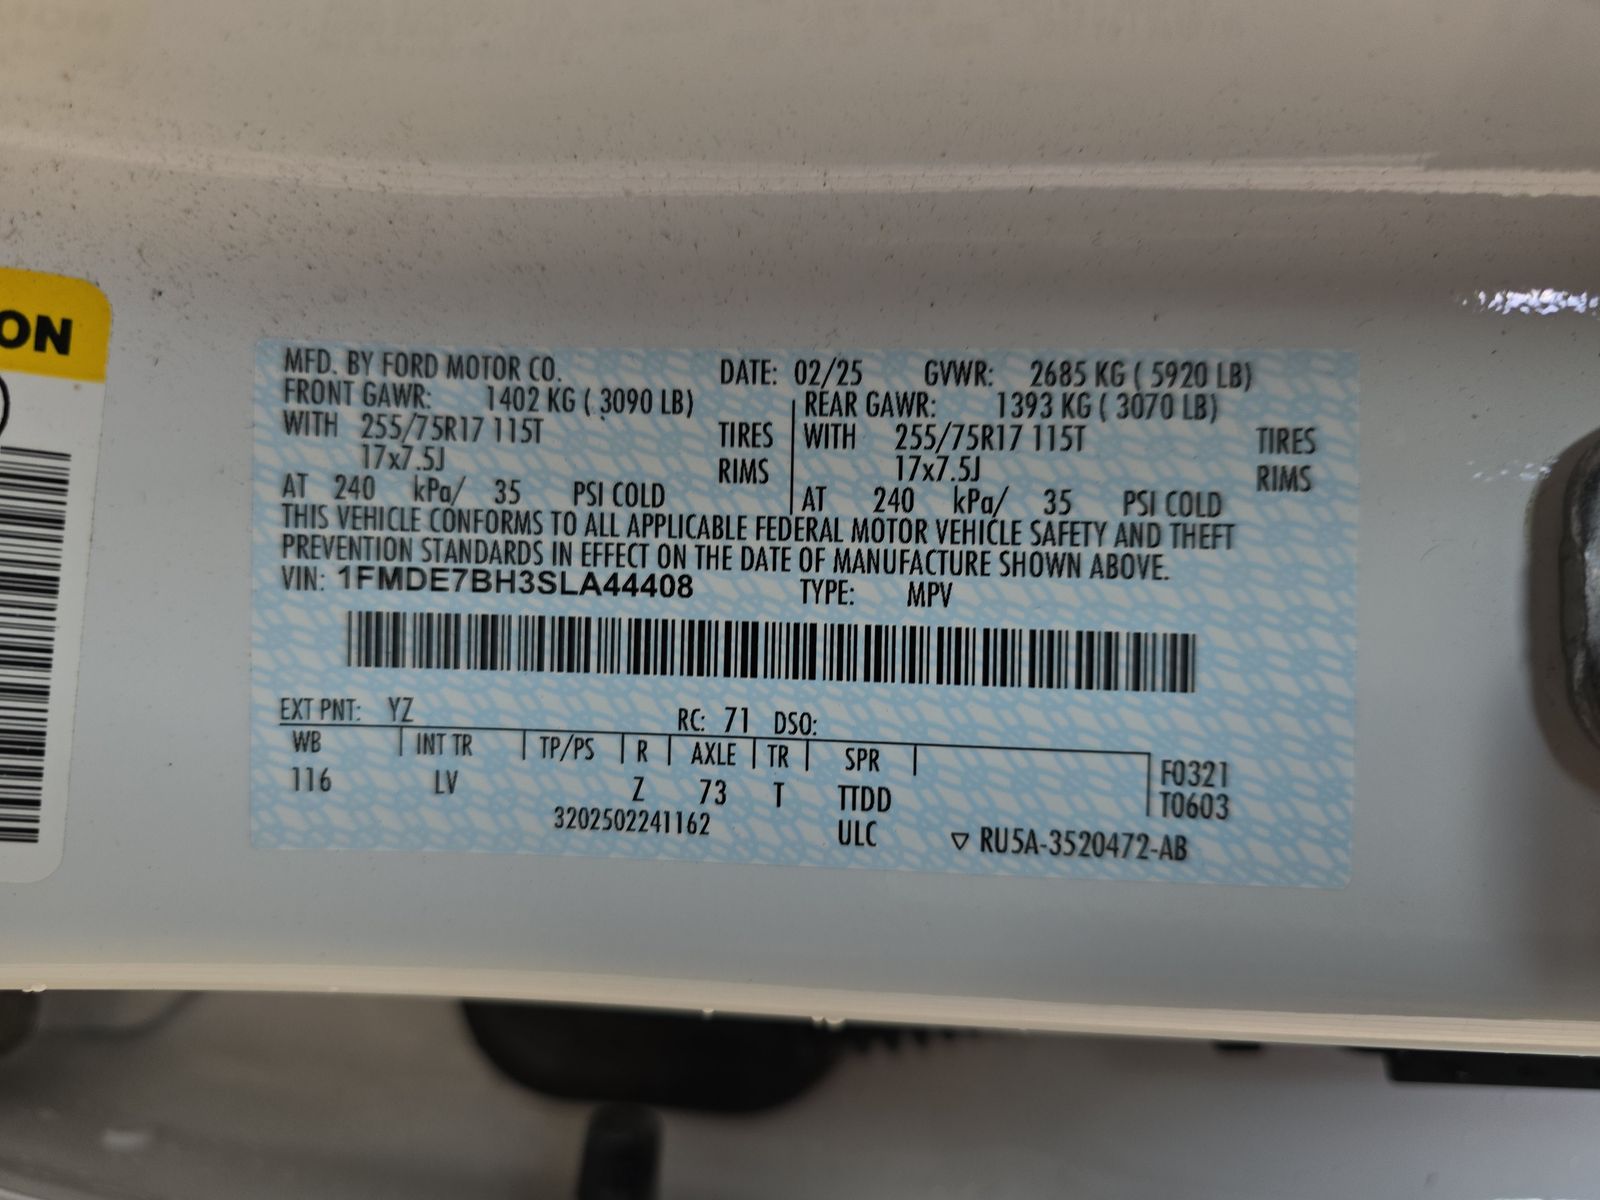 ON
MFD. BY FORD MOTOR CO. DATE: 02/25 GVWR: 2685 KG ( 5920 LB)
FRONT GAWR: 1402 KG ( 3090 LB) REAR GAWR: 1393 KG ( 3070 LB)
WITH 255/75R17 115T TIRES WITH 255/75R17 115T TIRES
17x7.5J RIMS 17x7.5J RIMS
AT 240 kPa/ 35 PSI COLD AT 240 kPa/ 35 PSI COLD
THIS VEHICLE CONFORMS TO ALL APPLICABLE FEDERAL MOTOR VEHICLE SAFETY AND THEFT
PREVENTION STANDARDS IN EFFECT ON THE DATE OF MANUFACTURE SHOWN ABOVE.
VIN: 1FMDE7BH3SLA44408 TYPE: MPV
EXT PNT: YZ RC: 71 DSO:
WB INT TR TP/PS R AXLE TR SPR F0321
116 LV Z 73 T TTDD T0603
3202502241162 ULC ▽ RU5A-3520472-AB